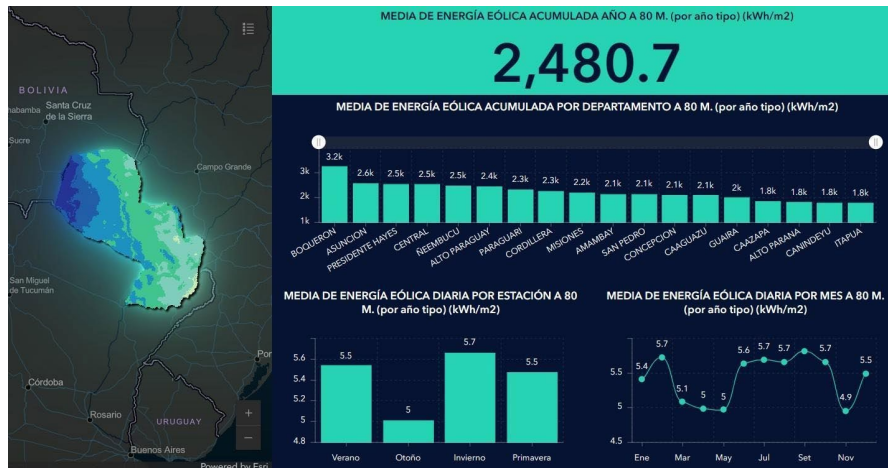 BOLIVIA
habamba
Santa Cruz
de la Sierra
Sucre
Campo Grande
San Miguel
de Tucumán
Córdoba
Rosario
URUGUAY
Buenos Aires
Por
+
−
Powered by Esri
MEDIA DE ENERGÍA EÓLICA ACUMULADA AÑO A 80 M. (por año tipo) (kWh/m2)
2,480.7
MEDIA DE ENERGÍA EÓLICA ACUMULADA POR DEPARTAMENTO A 80 M. (por año tipo) (kWh/m2)
3.2k 2.6k 2.5k 2.5k 2.5k 2.4k 2.3k 2.3k 2.2k 2.1k 2.1k 2.1k 2.1k 2k 1.8k 1.8k 1.8k 1.8k
3k
2k
1k
BOQUERON ASUNCION PRESIDENTE HAYES CENTRAL ÑEEMBUCU ALTO PARAGUAY PARAGUARI CORDILLERA MISIONES AMAMBAY SAN PEDRO CONCEPCION CAAGUAZU GUAIRA CAAZAPA ALTO PARANA CANINDEYU ITAPUA
MEDIA DE ENERGÍA EÓLICA DIARIA POR ESTACIÓN A 80
M. (por año tipo) (kWh/m2)
5.5 5 5.7 5.5
5.6
5.4
5.2
5
4.8
Verano Otoño Invierno Primavera
MEDIA DE ENERGÍA EÓLICA DIARIA POR MES A 80 M.
(por año tipo) (kWh/m2)
5.4 5.7 5.1 5 5 5.6 5.7 5.7 5.7 4.9 5.5
5.5
5
4.5
Ene Mar May Jul Set Nov